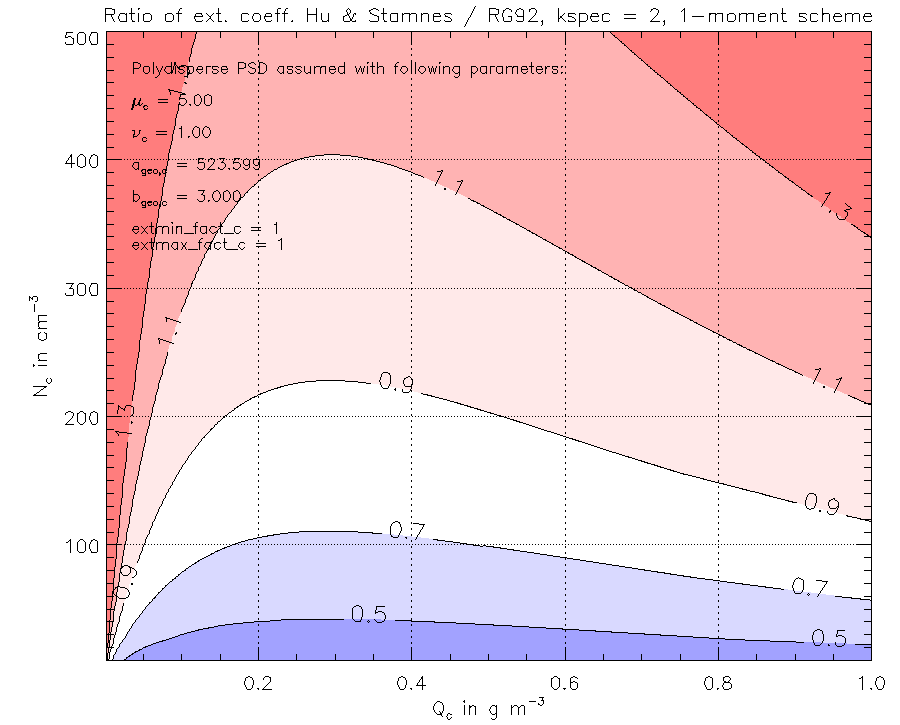 Ratio of ext. coeff. Hu & Stamnes / RG92, kspec = 2, 1-moment scheme
500
Polydisperse PSD assumed with following parameters:
1.5
μc = 5.00
νc = 1.00
ageo,c = 523.599
bgeo,c = 3.000
extmin_fact_c = 1
extmax_fact_c = 1
400
1.1
1.3
300
1.1
1.1
Nc in cm-3
0.9
200
1.3
0.9
0.7
100
0.9
0.7
0.5
0.5
0.2
0.4
0.6
0.8
1.0
Qc in g m-3